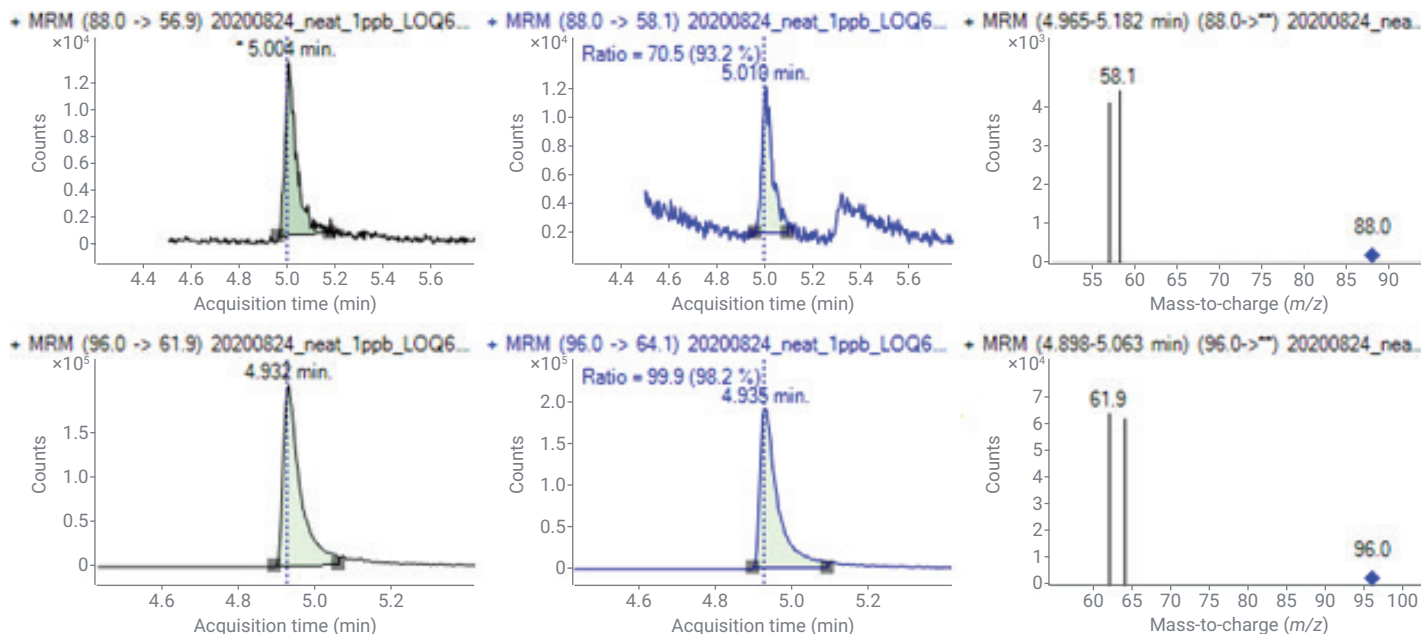 + MRM (88.0 -> 56.9) 20200824_neat_1ppb_LOQ6...
×10⁴
* 5.004 min.
1.2
1.0
0.8
0.6
0.4
0.2
0
Counts
4.4 4.6 4.8 5.0 5.2 5.4 5.6
Acquisition time (min)
+ MRM (88.0 -> 58.1) 20200824_neat_1ppb_LOQ6...
×10⁴
Ratio = 70.5 (93.2 %)
5.010 min.
1.2
1.0
0.8
0.6
0.4
0.2
Counts
4.4 4.6 4.8 5.0 5.2 5.4 5.6
Acquisition time (min)
+ MRM (4.965-5.182 min) (88.0->**) 20200824_nea...
×10³
58.1
4
3
2
1
0
Counts
88.0
55 60 65 70 75 80 85 90
Mass-to-charge (m/z)
+ MRM (96.0 -> 61.9) 20200824_neat_1ppb_LOQ6...
×10⁵
4.932 min.
1.5
1.0
0.5
0
Counts
4.6 4.8 5.0 5.2
Acquisition time (min)
+ MRM (96.0 -> 64.1) 20200824_neat_1ppb_LOQ6...
×10⁵
Ratio = 99.9 (98.2 %)
4.935 min.
2.0
1.5
1.0
0.5
0
Counts
4.6 4.8 5.0 5.2
Acquisition time (min)
+ MRM (4.898-5.063 min) (96.0->**) 20200824_nea...
×10⁴
61.9
7
6
5
4
3
2
1
0
Counts
96.0
60 65 70 75 80 85 90 95 100
Mass-to-charge (m/z)